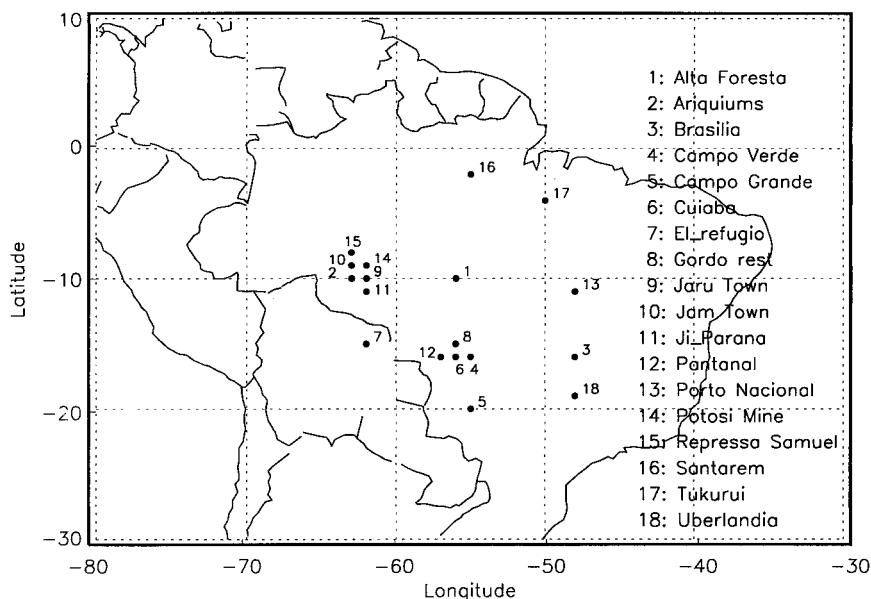 10
0
−10
−20
−30
Latitude
−80
−70
−60
−50
−40
−30
Longitude
16
17
15
10
14
2
9
11
1
13
7
8
12
6
4
3
18
5
1: Alta Foresta
2: Ariquiums
3: Brasilia
4: Campo Verde
5: Campo Grande
6: Cuiaba
7: El_refugio
8: Gordo rest
9: Jaru Town
10: Jam Town
11: Ji_Parana
12: Pantanal
13: Porto Nacional
14: Potosi Mine
15: Repressa Samuel
16: Santarem
17: Tukurui
18: Uberlandia